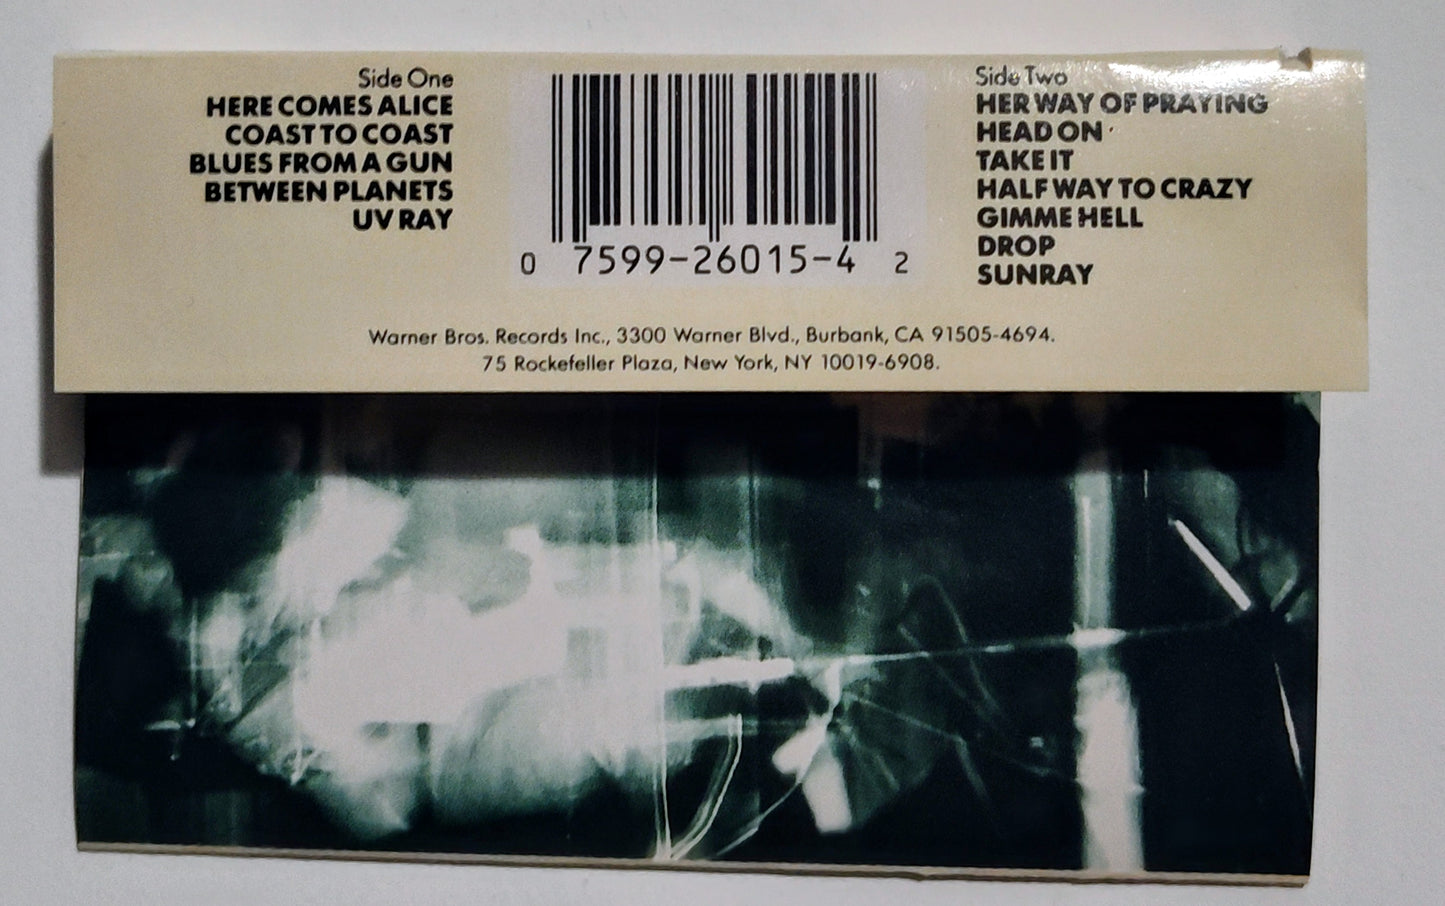 Side One
HERE COMES ALICE
COAST TO COAST
BLUES FROM A GUN
BETWEEN PLANETS
UV RAY
0 7599-26015-4 2
Side Two
HER WAY OF PRAYING
HEAD ON
TAKE IT
HALF WAY TO CRAZY
GIMME HELL
DROP
SUNRAY
Warner Bros. Records Inc., 3300 Warner Blvd., Burbank, CA 91505-4694.
75 Rockefeller Plaza, New York, NY 10019-6908.